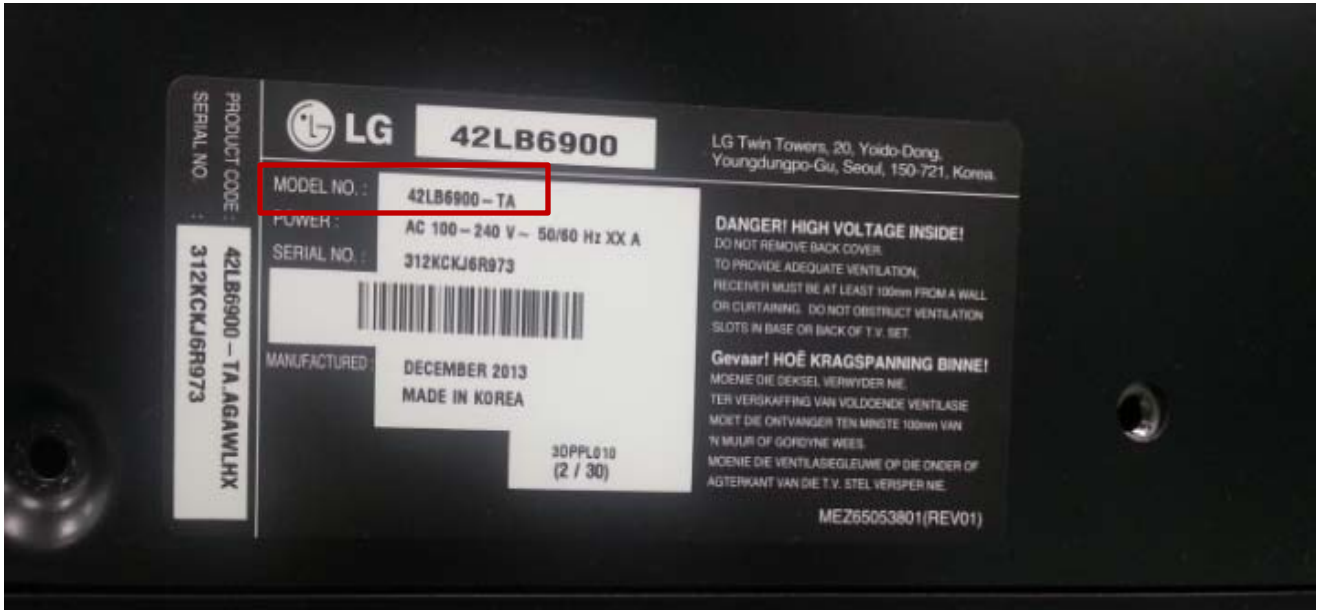 LG 42LB6900
LG Twin Towers, 20, Yoido-Dong,
Youngdungpo-Gu, Seoul, 150-721, Korea.
MODEL NO. : 42LB6900-TA
POWER : AC 100-240 V ~ 50/60 Hz XX A
SERIAL NO. : 312KCKJ6R973
MANUFACTURED : DECEMBER 2013
MADE IN KOREA
3DPPL010
(2 / 30)
DANGER! HIGH VOLTAGE INSIDE!
DO NOT REMOVE BACK COVER.
TO PROVIDE ADEQUATE VENTILATION,
RECEIVER MUST BE AT LEAST 100mm FROM A WALL
OR CURTAINING. DO NOT OBSTRUCT VENTILATION
SLOTS IN BASE OR BACK OF T.V. SET.
Gevaar! HOË KRAGSPANNING BINNE!
MOENIE DIE DEKSEL VERWYDER NIE.
TER VERSKAFFING VAN VOLDOENDE VENTILASIE
MOET DIE ONTVANGER TEN MINSTE 100mm VAN
'N MUUR OF GORDYNE WEES.
MOENIE DIE VENTILASIEGLEUWE OP DIE ONDER OF
AGTERKANT VAN DIE T.V. STEL VERSPER NIE.
MEZ65053801(REV01)
PRODUCT CODE : 42LB6900-TA.AGAWLHX
SERIAL NO. : 312KCKJ6R973